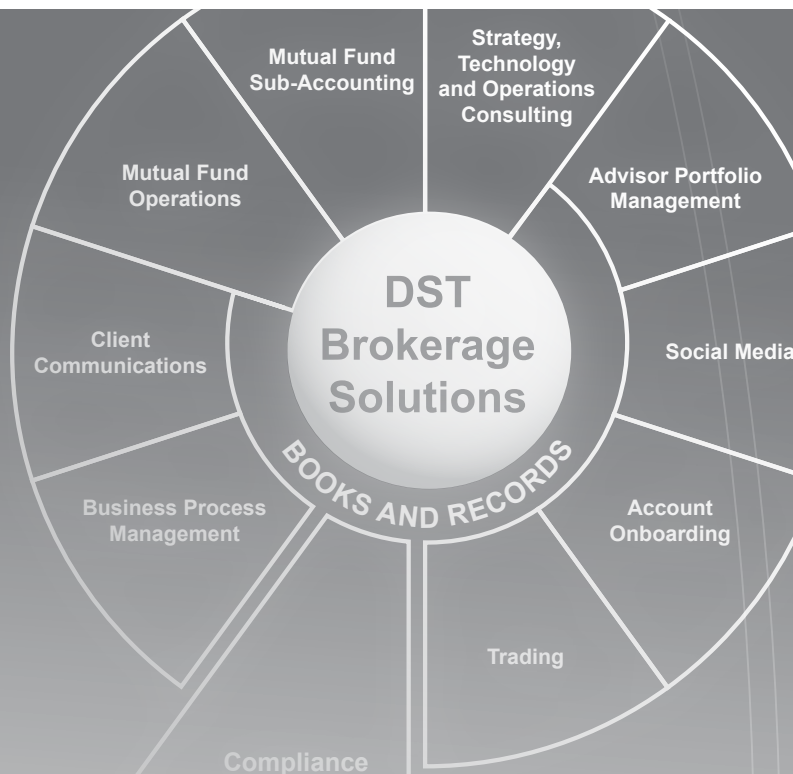 Mutual Fund
Sub-Accounting
Strategy,
Technology
and Operations
Consulting
Mutual Fund
Operations
Advisor Portfolio
Management
DST
Brokerage
Solutions
Client
Communications
Social Media
BOOKS AND RECORDS
Business Process
Management
Account
Onboarding
Trading
Compliance